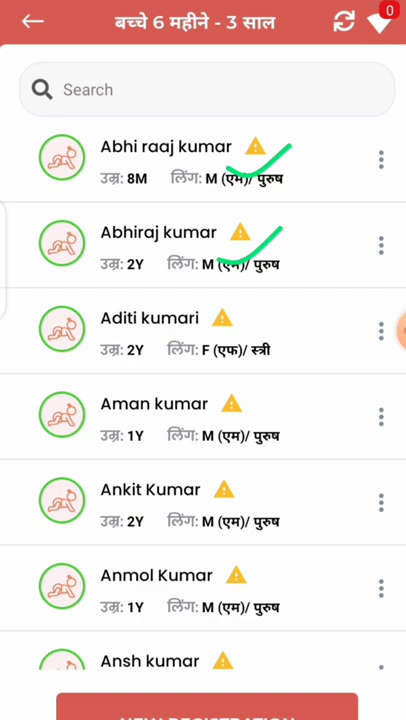 बच्चे 6 महीने - 3 साल
0
Search
Abhi raaj kumar
उम्र: 8M लिंग: M (एम)/ पुरुष
Abhiraj kumar
उम्र: 2Y लिंग: M (एम)/ पुरुष
Aditi kumari
उम्र: 2Y लिंग: F (एफ)/ स्त्री
Aman kumar
उम्र: 1Y लिंग: M (एम)/ पुरुष
Ankit Kumar
उम्र: 2Y लिंग: M (एम)/ पुरुष
Anmol Kumar
उम्र: 1Y लिंग: M (एम)/ पुरुष
Ansh kumar
NEW REGISTRATION